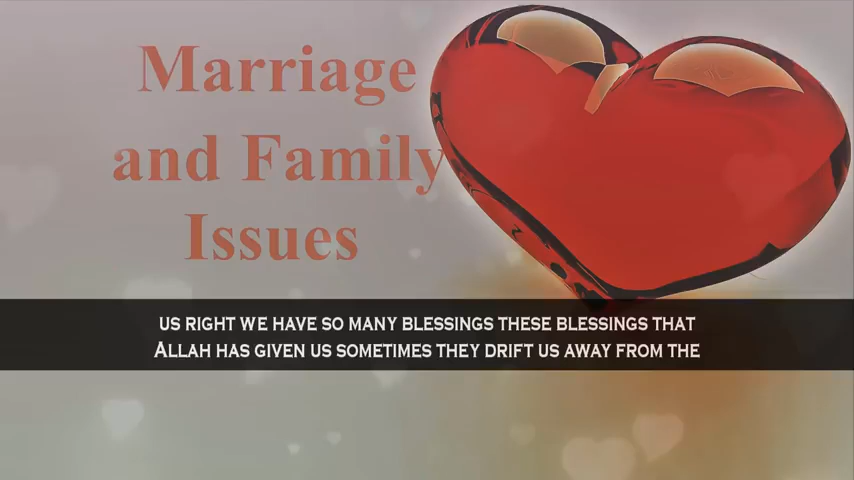 Marriage
and Family
Issues
US RIGHT WE HAVE SO MANY BLESSINGS THESE BLESSINGS THAT
ALLAH HAS GIVEN US SOMETIMES THEY DRIFT US AWAY FROM THE